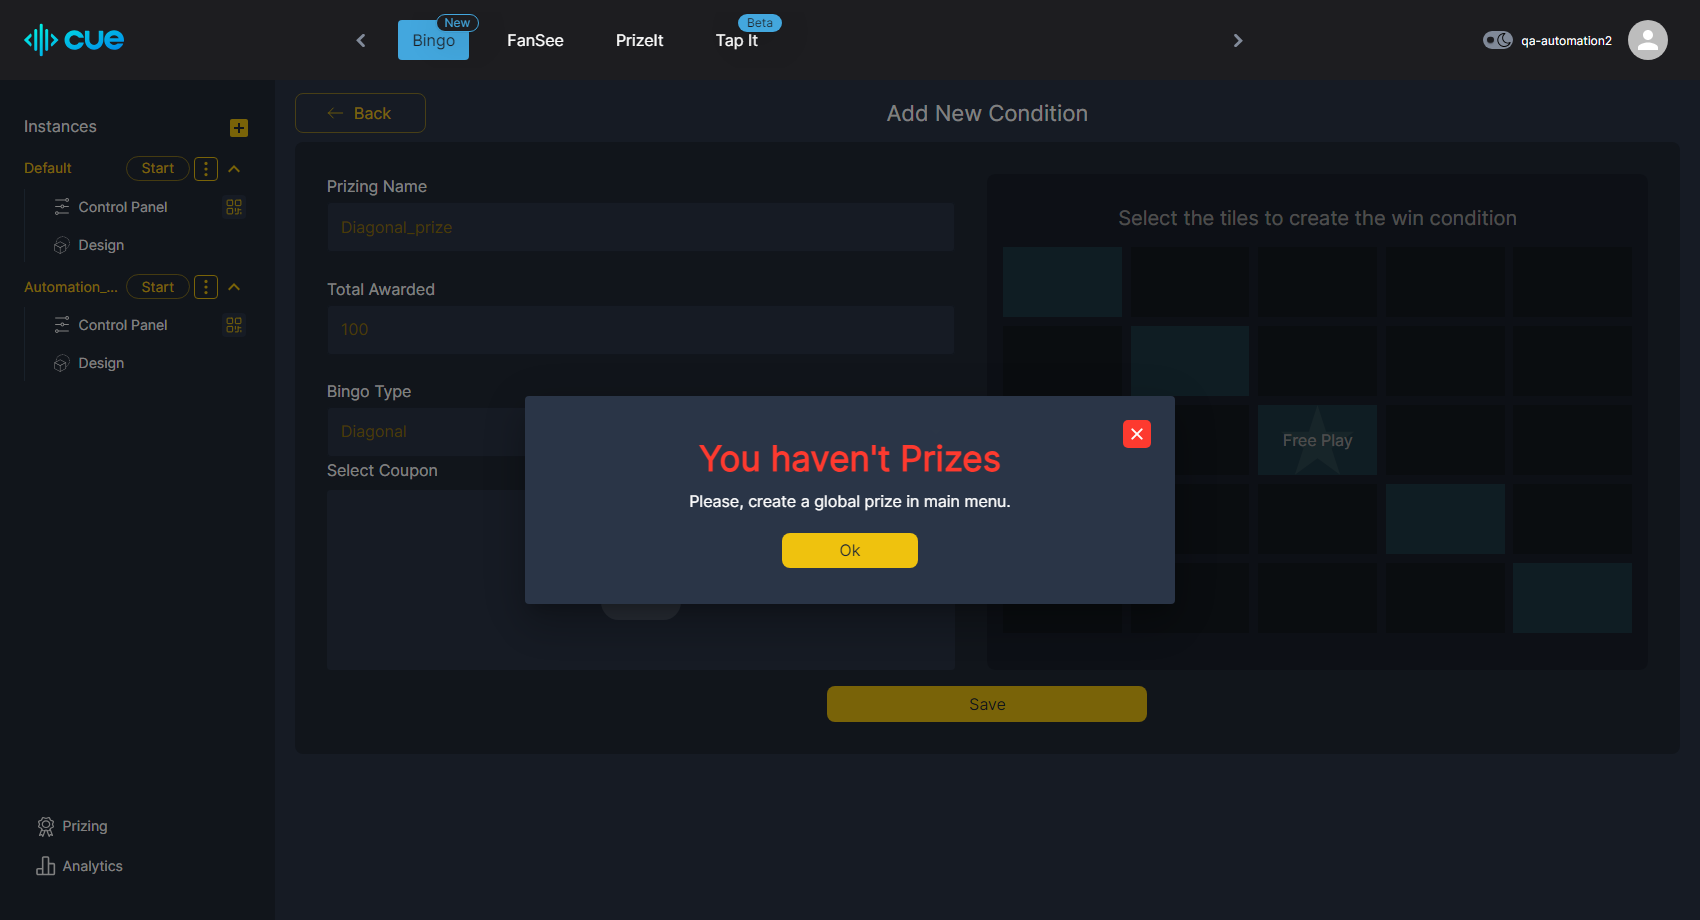 cue
Bingo
New
FanSee
PrizeIt
Tap It
Beta
qa-automation2
Instances
Default
Start
Control Panel
Design
Automation_...
Start
Control Panel
Design
Prizing
Analytics
Back
Add New Condition
Prizing Name
Diagonal_prize
Total Awarded
100
Bingo Type
Diagonal
Select Coupon
Select the tiles to create the win condition
Free Play
You haven't Prizes
Please, create a global prize in main menu.
Ok
Save